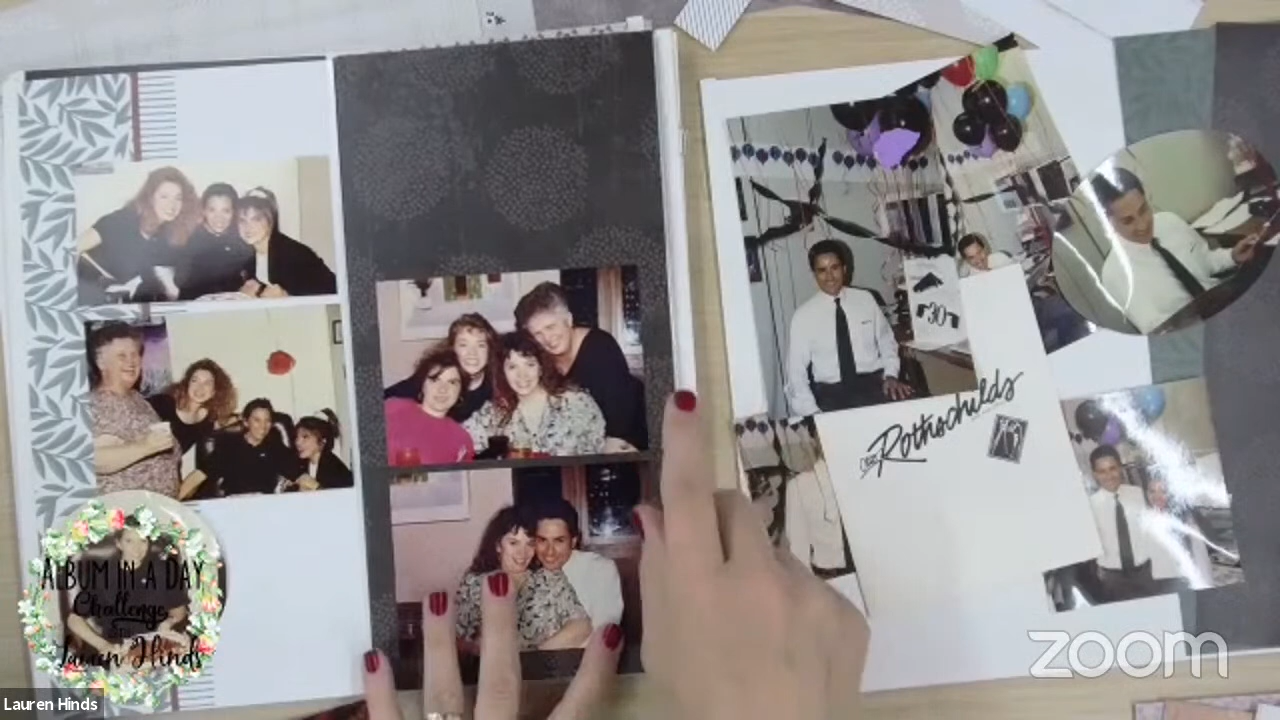 30
Rothschilds
ALBUM IN A DAY
Challenge
Lauren Hinds
zoom
Lauren Hinds